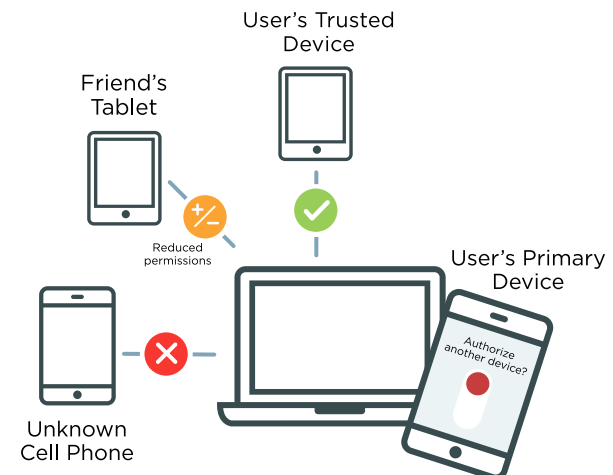 User's Trusted
Device
Friend's
Tablet
+/−
Reduced
permissions
User's Primary
Device
Authorize
another device?
Unknown
Cell Phone